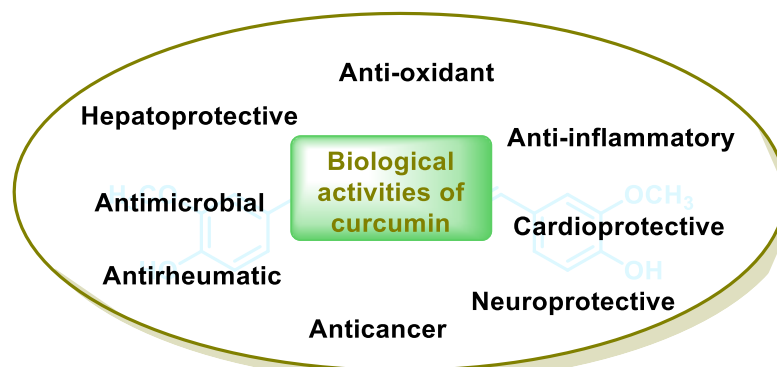 Anti-oxidant
Hepatoprotective
Anti-inflammatory
Biological
activities of
curcumin
Antimicrobial
OCH3
Cardioprotective
Antirheumatic
OH
Neuroprotective
Anticancer